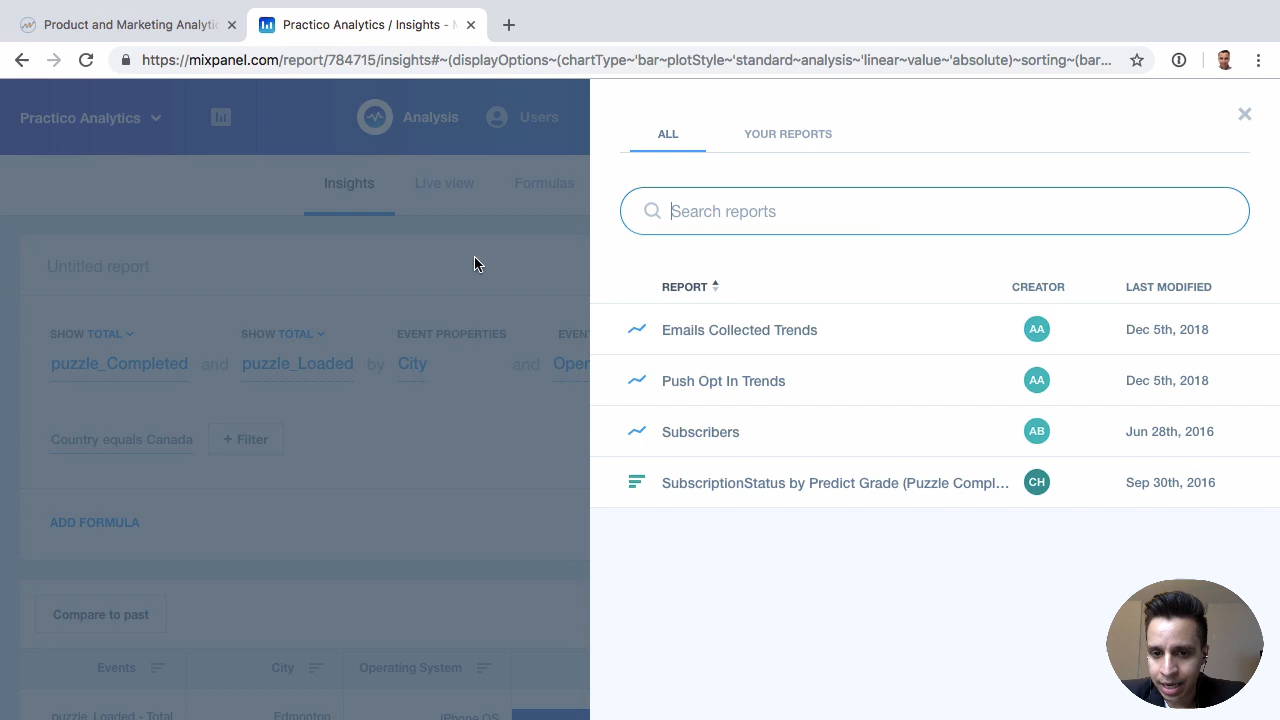 Product and Marketing Analytic
Practico Analytics / Insights - M
https://mixpanel.com/report/784715/insights#~(displayOptions~(chartType~'bar~plotStyle~'standard~analysis~'linear~value~'absolute)~sorting~(bar...
Practico Analytics
Analysis
Users
Insights
Live view
Formulas
Untitled report
SHOW TOTAL
SHOW TOTAL
EVENT PROPERTIES
EVEN
puzzle_Completed and puzzle_Loaded by City and Oper
Country equals Canada
+ Filter
ADD FORMULA
Compare to past
Events
City
Operating System
puzzle_Loaded - Total
Edmonton
iPhone OS
ALL
YOUR REPORTS
Search reports
REPORT
CREATOR
LAST MODIFIED
Emails Collected Trends
AA
Dec 5th, 2018
Push Opt In Trends
AA
Dec 5th, 2018
Subscribers
AB
Jun 28th, 2016
SubscriptionStatus by Predict Grade (Puzzle Compl...
CH
Sep 30th, 2016